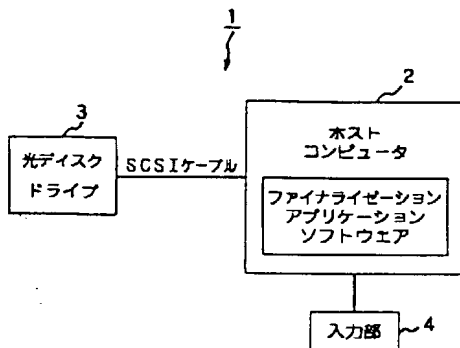 1
3
光ディスク
ドライブ
SCSIケーブル
2
ホスト
コンピュータ
ファイナライゼーション
アプリケーション
ソフトウェア
入力部
4